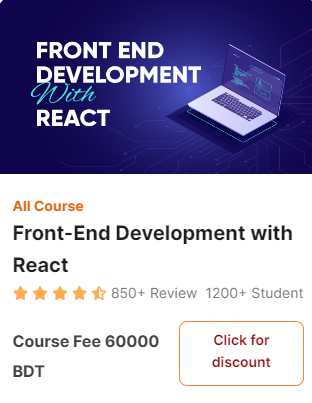 FRONT END
DEVELOPMENT
With
REACT
All Course
Front-End Development with
React
850+ Review 1200+ Student
Course Fee 60000
BDT
Click for
discount